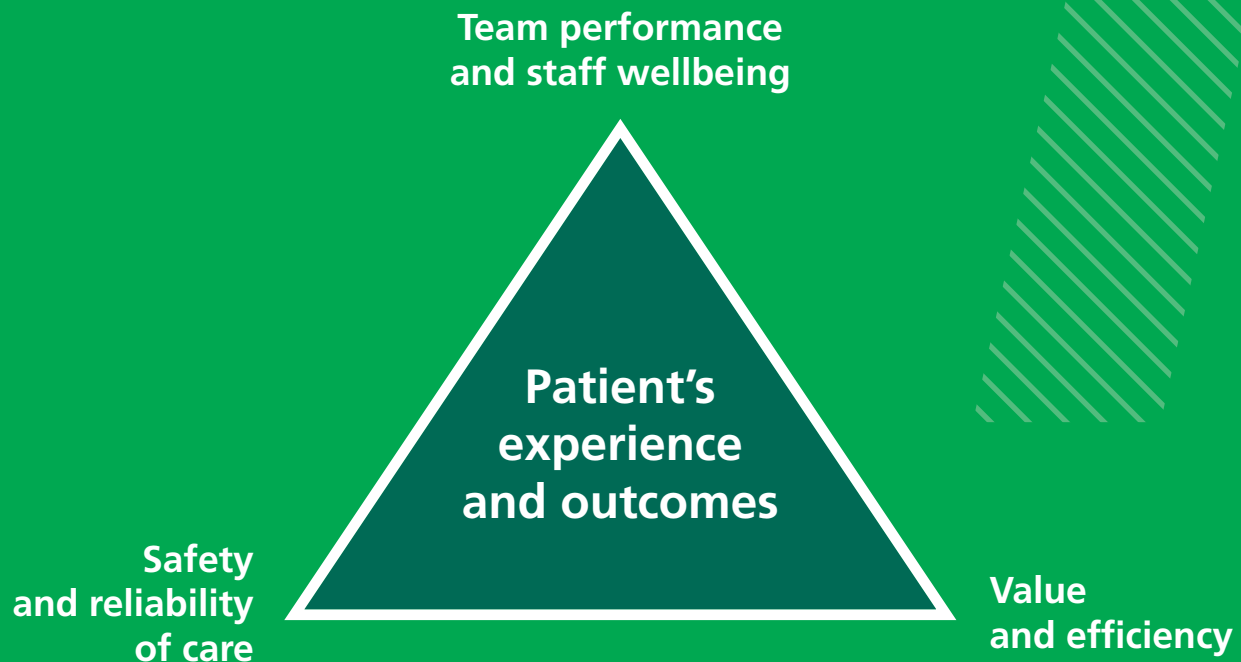 Team performance
and staff wellbeing
Patient’s
experience
and outcomes
Safety
and reliability
of care
Value
and efficiency